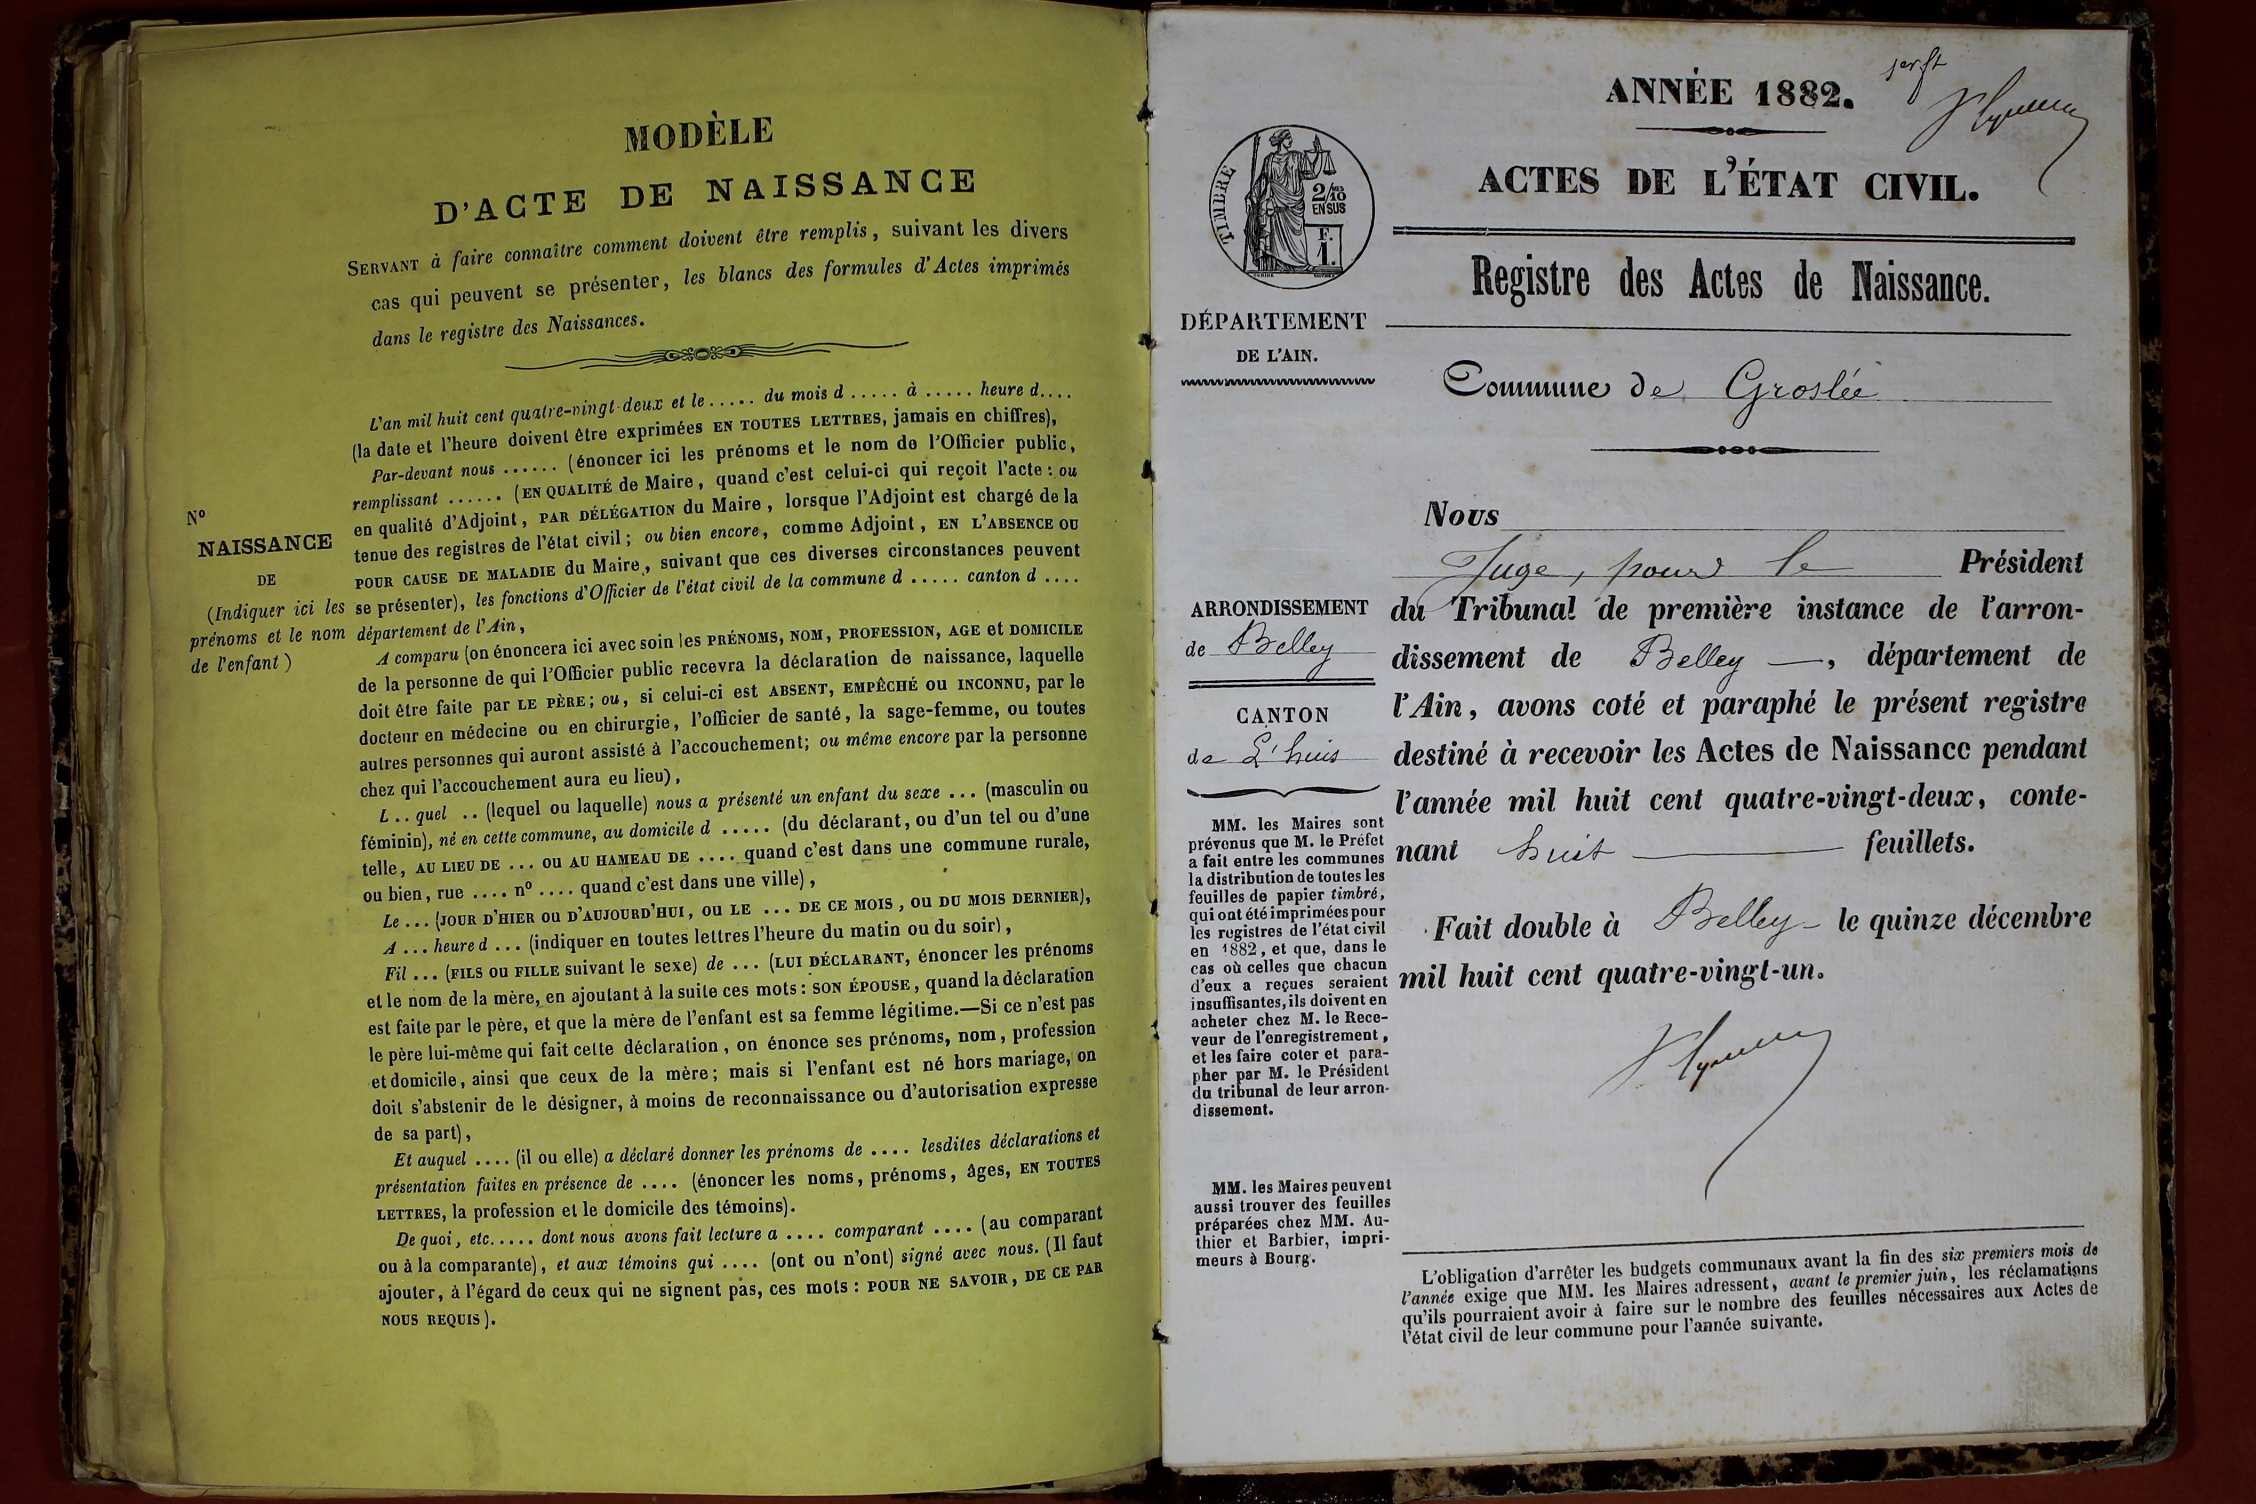 MODÈLE
D'ACTE DE NAISSANCE
SERVANT à faire connaître comment doivent être remplis, suivant les divers
cas qui peuvent se présenter, les blancs des formules d'Actes imprimés
dans le registre des Naissances.
L'an mil huit cent quatre-vingt-deux et le ..... du mois d ..... à ..... heure d....
(la date et l'heure doivent être exprimées EN TOUTES LETTRES, jamais en chiffres),
Par-devant nous ...... (énoncer ici les prénoms et le nom de l'Officier public,
remplissant ...... (EN QUALITÉ de Maire, quand c'est celui-ci qui reçoit l'acte : ou
en qualité d'Adjoint, PAR DÉLÉGATION du Maire, lorsque l'Adjoint est chargé de la
tenue des registres de l'état civil; ou bien encore, comme Adjoint, EN L'ABSENCE OU
POUR CAUSE DE MALADIE du Maire, suivant que ces diverses circonstances peuvent
se présenter), les fonctions d'Officier de l'état civil de la commune d ..... canton d ....
département de l'Ain,
N°
NAISSANCE
DE
(Indiquer ici les
prénoms et le nom
de l'enfant)
A comparu (on énoncera ici avec soin les PRÉNOMS, NOM, PROFESSION, AGE et DOMICILE
de la personne de qui l'Officier public recevra la déclaration de naissance, laquelle
doit être faite par LE PÈRE; ou, si celui-ci est ABSENT, EMPÊCHÉ ou INCONNU, par le
docteur en médecine ou en chirurgie, l'officier de santé, la sage-femme, ou toutes
autres personnes qui auront assisté à l'accouchement; ou même encore par la personne
chez qui l'accouchement aura eu lieu),
L .. quel .. (lequel ou laquelle) nous a présenté un enfant du sexe ... (masculin ou
féminin), né en cette commune, au domicile d ..... (du déclarant, ou d'un tel ou d'une
telle, AU LIEU DE ... OU AU HAMEAU DE .... quand c'est dans une commune rurale,
ou bien, rue .... n° .... quand c'est dans une ville),
Le ... (JOUR D'HIER OU D'AUJOURD'HUI, OU LE ... DE CE MOIS, OU DU MOIS DERNIER),
A ... heure d ... (indiquer en toutes lettres l'heure du matin ou du soir),
Fil ... (FILS OU FILLE suivant le sexe) de ... (LUI DÉCLARANT, énoncer les prénoms
et le nom de la mère, en ajoutant à la suite ces mots : SON ÉPOUSE, quand la déclaration
est faite par le père, et que la mère de l'enfant est sa femme légitime.—Si ce n'est pas
le père lui-même qui fait cette déclaration, on énonce ses prénoms, nom, profession
et domicile, ainsi que ceux de la mère; mais si l'enfant est né hors mariage, on
doit s'abstenir de le désigner, à moins de reconnaissance ou d'autorisation expresse
de sa part),
Et auquel .... (il ou elle) a déclaré donner les prénoms de .... lesdites déclarations et
présentation faites en présence de .... (énoncer les noms, prénoms, âges, EN TOUTES
LETTRES, la profession et le domicile des témoins).
De quoi, etc..... dont nous avons fait lecture a .... comparant .... (au comparant
ou à la comparante), et aux témoins qui .... (ont ou n'ont) signé avec nous. (Il faut
ajouter, à l'égard de ceux qui ne signent pas, ces mots : POUR NE SAVOIR, DE CE PAR
NOUS REQUIS).
ANNÉE 1882.
ACTES DE L'ÉTAT CIVIL.
TIMBRE
2/10
EN SUS
F.
1.
Registre des Actes de Naissance.
DÉPARTEMENT
DE L'AIN.
Commune de Groslée
Nous
Juge, pour le Président
du Tribunal de première instance de l'arron-
dissement de Belley —, département de
l'Ain, avons coté et paraphé le présent registre
destiné à recevoir les Actes de Naissance pendant
l'année mil huit cent quatre-vingt-deux, conte-
nant huit feuillets.
Fait double à Belley le quinze décembre
mil huit cent quatre-vingt-un.
ARRONDISSEMENT
de Belley
CANTON
de L'huis
MM. les Maires sont
prévenus que M. le Préfet
a fait entre les communes
la distribution de toutes les
feuilles de papier timbré,
qui ont été imprimées pour
les registres de l'état civil
en 1882, et que, dans le
cas où celles que chacun
d'eux a reçues seraient
insuffisantes, ils doivent en
acheter chez M. le Rece-
veur de l'enregistrement,
et les faire coter et para-
pher par M. le Président
du tribunal de leur arron-
dissement.
MM. les Maires peuvent
aussi trouver des feuilles
préparées chez MM. Au-
thier et Barbier, impri-
meurs à Bourg.
L'obligation d'arrêter les budgets communaux avant la fin des six premiers mois de
l'année exige que MM. les Maires adressent, avant le premier juin, les réclamations
qu'ils pourraient avoir à faire sur le nombre des feuilles nécessaires aux Actes de
l'état civil de leur commune pour l'année suivante.